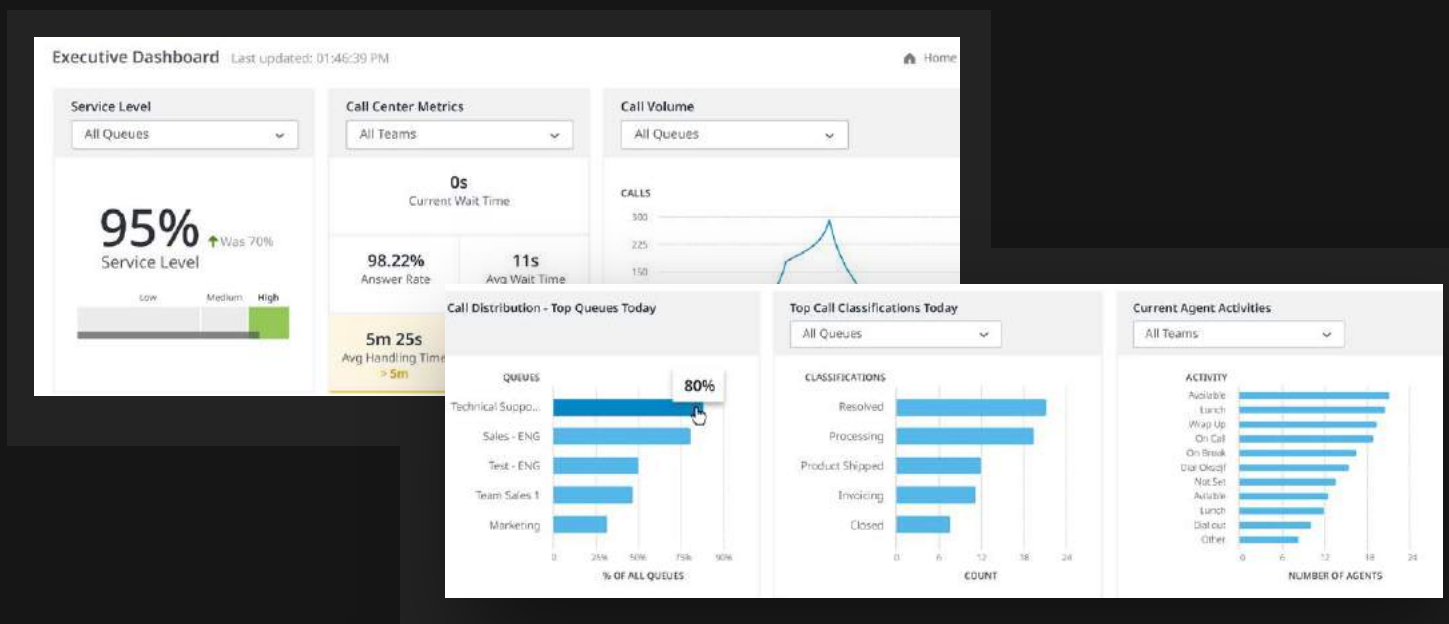 Executive Dashboard Last updated: 01:46:39 PM
Home
Service Level
All Queues
95%
Was 70%
Service Level
Low Medium High
Call Center Metrics
All Teams
0s
Current Wait Time
98.22%
Answer Rate
11s
Avg Wait Time
5m 25s
Avg Handling Time
> 5m
Call Volume
All Queues
CALLS
300
225
150
Call Distribution - Top Queues Today
QUEUES
80%
Technical Suppo...
Sales - ENG
Test - ENG
Team Sales 1
Marketing
0 25% 50% 75% 90%
% OF ALL QUEUES
Top Call Classifications Today
All Queues
CLASSIFICATIONS
Resolved
Processing
Product Shipped
Invoicing
Closed
0 6 12 18 24
COUNT
Current Agent Activities
All Teams
ACTIVITY
Available
Lunch
Wrap Up
On Call
On Break
Not Set
Lunch
Dial out
Other
0 6 12 18 24
NUMBER OF AGENTS